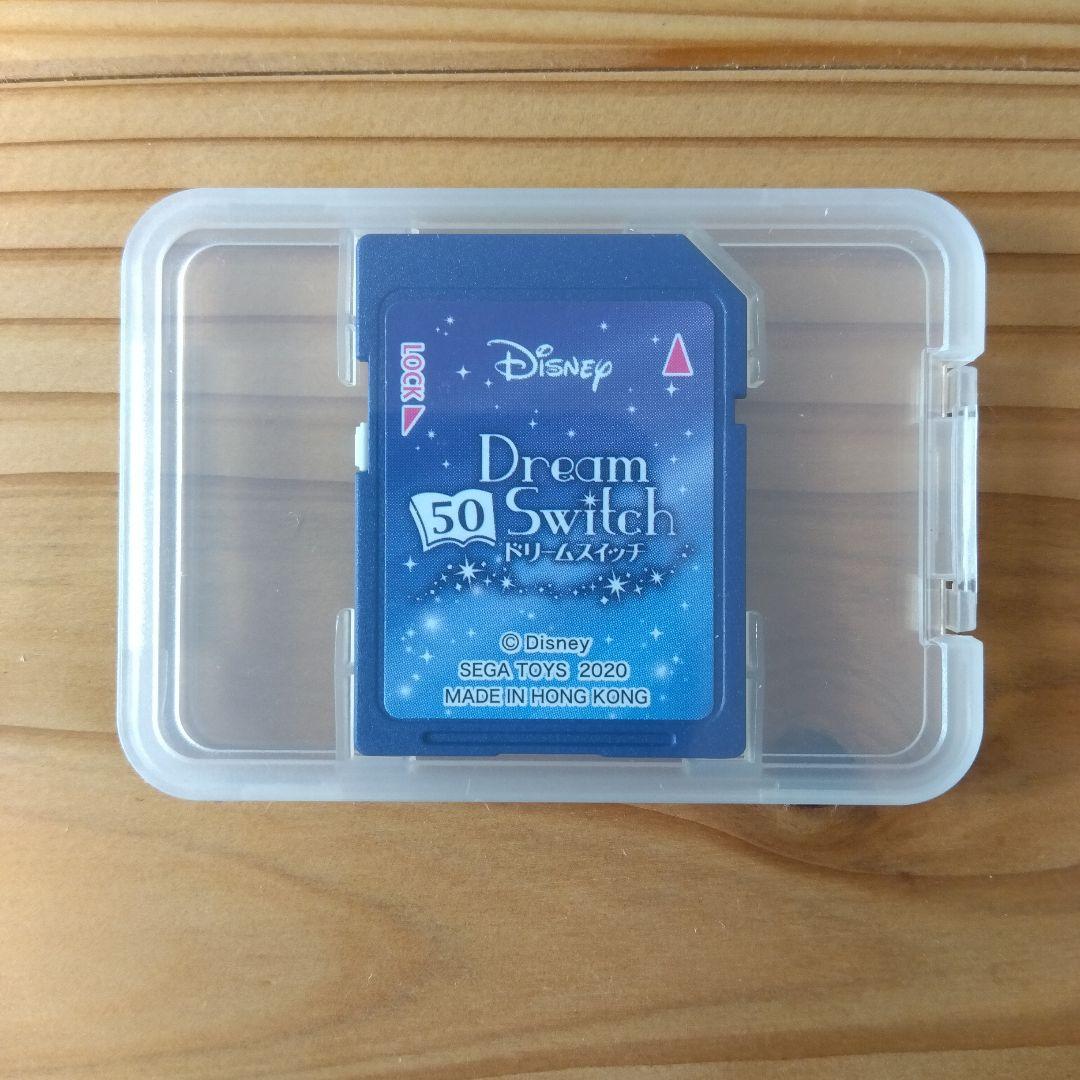 Disney
LOCK
Dream
50 Switch
ドリームスイッチ
© Disney
SEGA TOYS 2020
MADE IN HONG KONG